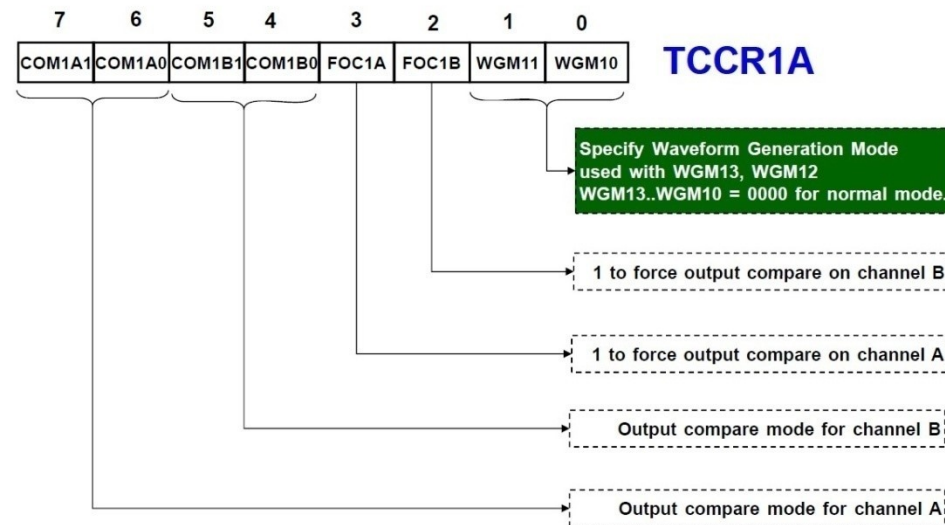 7 6 5 4 3 2 1 0
COM1A1 COM1A0 COM1B1 COM1B0 FOC1A FOC1B WGM11 WGM10
TCCR1A
Specify Waveform Generation Mode
used with WGM13, WGM12
WGM13..WGM10 = 0000 for normal mode.
1 to force output compare on channel B
1 to force output compare on channel A
Output compare mode for channel B
Output compare mode for channel A